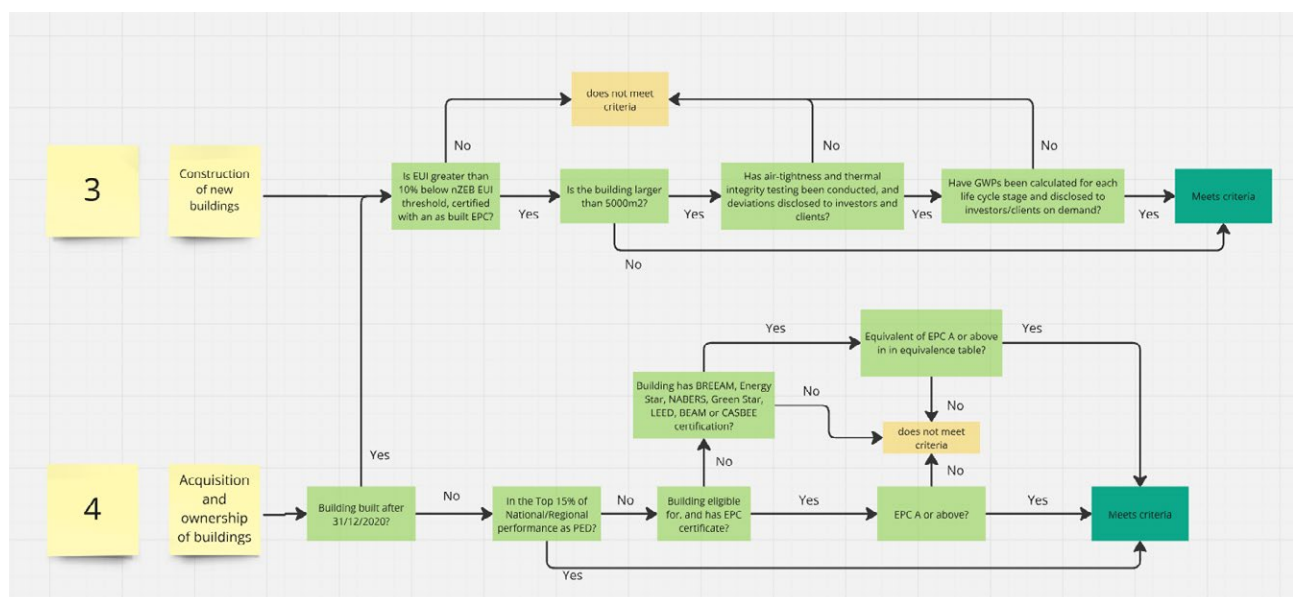 does not meet
criteria
No
No
No
3
Construction
of new
buildings
Is EUI greater than
10% below nZEB EUI
threshold, certified
with an as built EPC?
Yes
Is the building larger
than 5000m2?
Yes
Has air-tightness and thermal
integrity testing been conducted, and
deviations disclosed to investors and
clients?
Yes
Have GWPs been calculated for each
life cycle stage and disclosed to
investors/clients on demand?
Yes
Meets criteria
No
Yes
Equivalent of EPC A or above
in in equivalence table?
Yes
Building has BREEAM, Energy
Star, NABERS, Green Star,
LEED, BEAM or CASBEE
certification?
No
No
does not meet
criteria
Yes
No
No
4
Acquisition
and
ownership
of buildings
Building built after
31/12/2020?
No
In the Top 15% of
National/Regional
performance as PED?
No
Building eligible
for, and has EPC
certificate?
Yes
EPC A or above?
Yes
Meets criteria
Yes